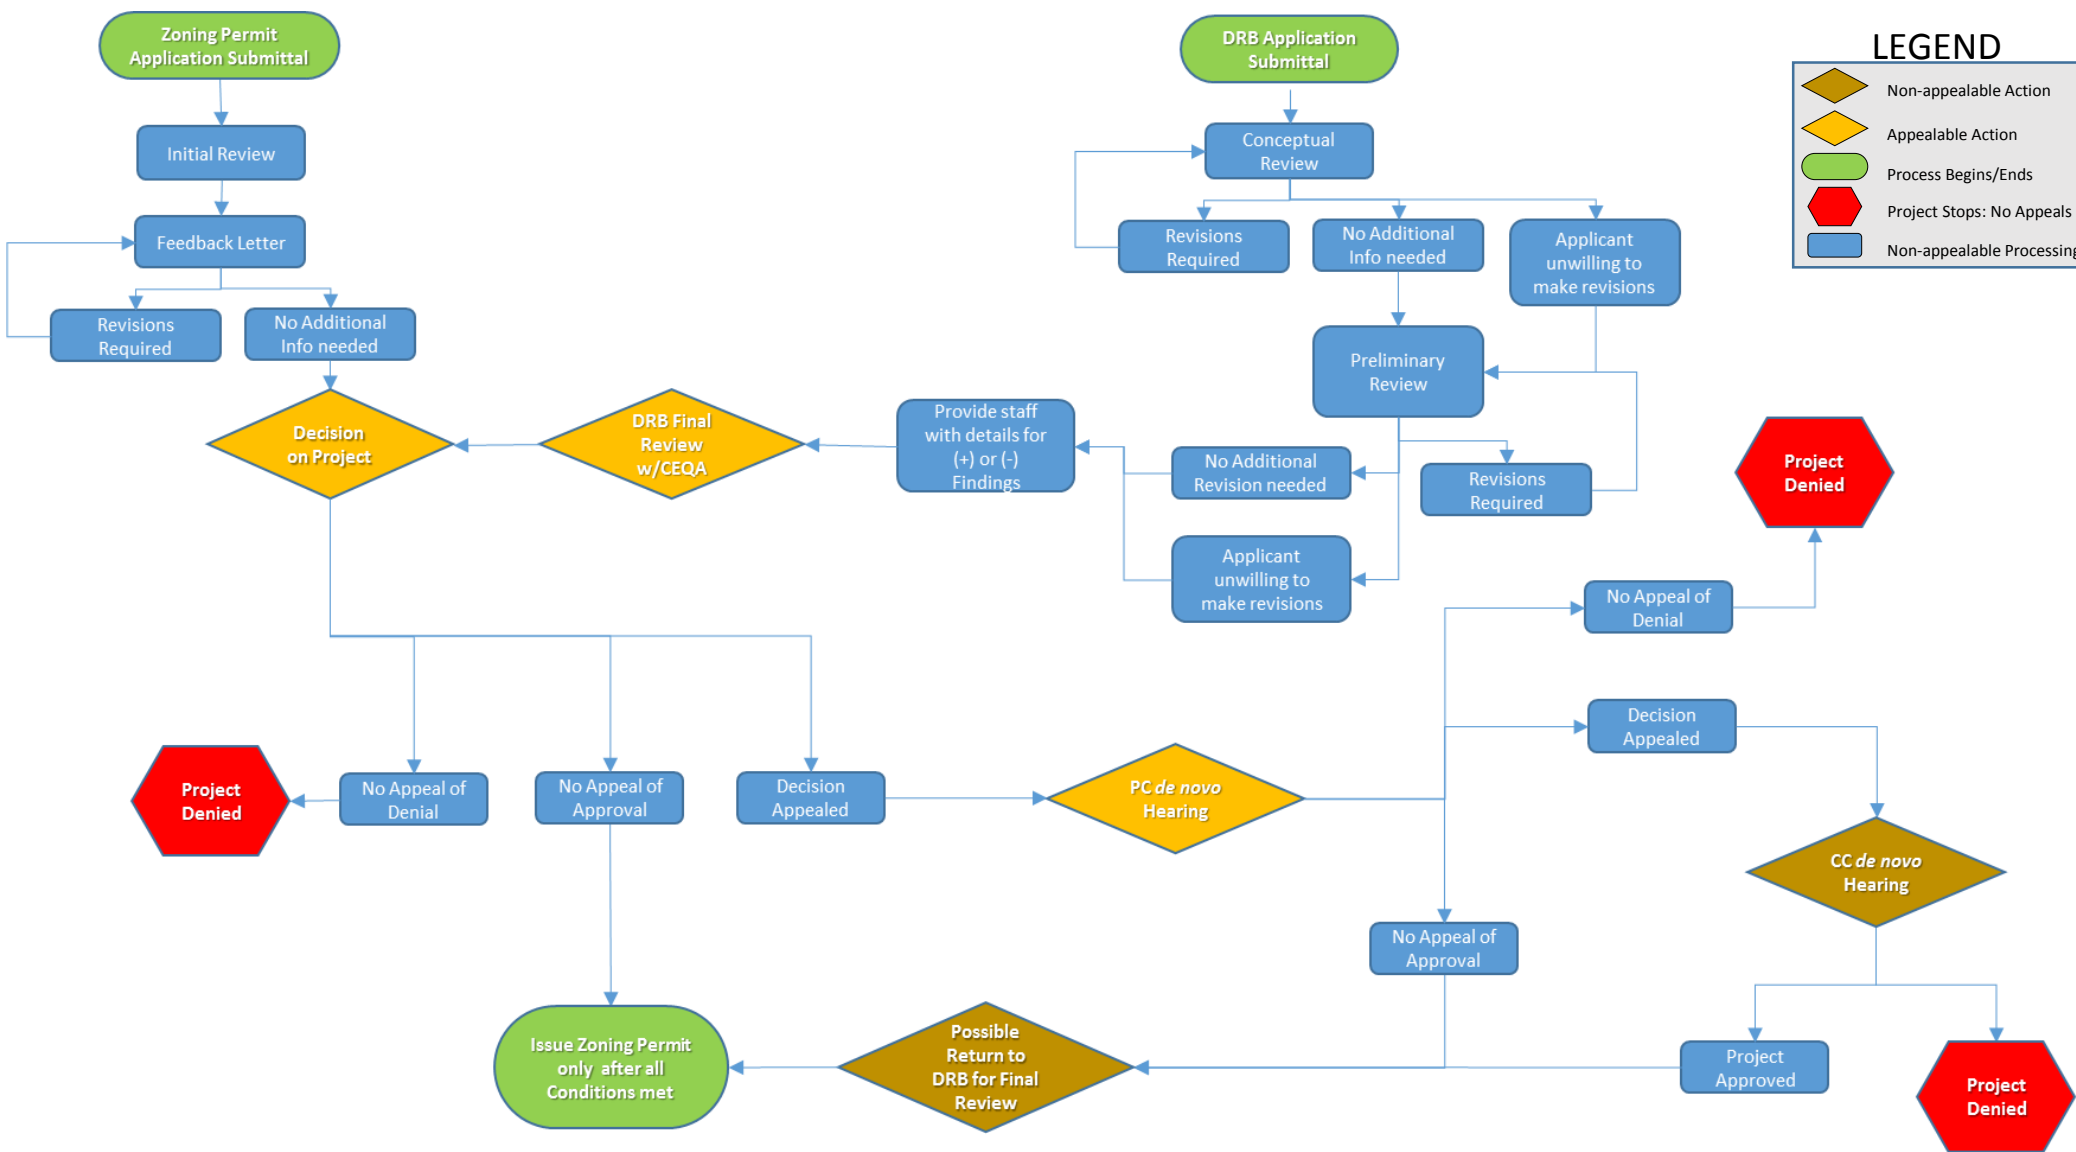 Zoning Permit
Application Submittal
DRB Application
Submittal
LEGEND
Non-appealable Action
Appealable Action
Process Begins/Ends
Project Stops: No Appeals
Non-appealable Processing
Initial Review
Conceptual
Review
Feedback Letter
Revisions
Required
No Additional
Info needed
Applicant
unwilling to
make revisions
Revisions
Required
No Additional
Info needed
Preliminary
Review
Decision
on Project
DRB Final
Review
w/CEQA
Provide staff
with details for
(+) or (-)
Findings
No Additional
Revision needed
Revisions
Required
Project
Denied
Applicant
unwilling to
make revisions
No Appeal of
Denial
Decision
Appealed
Project
Denied
No Appeal of
Denial
No Appeal of
Approval
Decision
Appealed
PC de novo
Hearing
CC de novo
Hearing
No Appeal of
Approval
Issue Zoning Permit
only after all
Conditions met
Possible
Return to
DRB for Final
Review
Project
Approved
Project
Denied